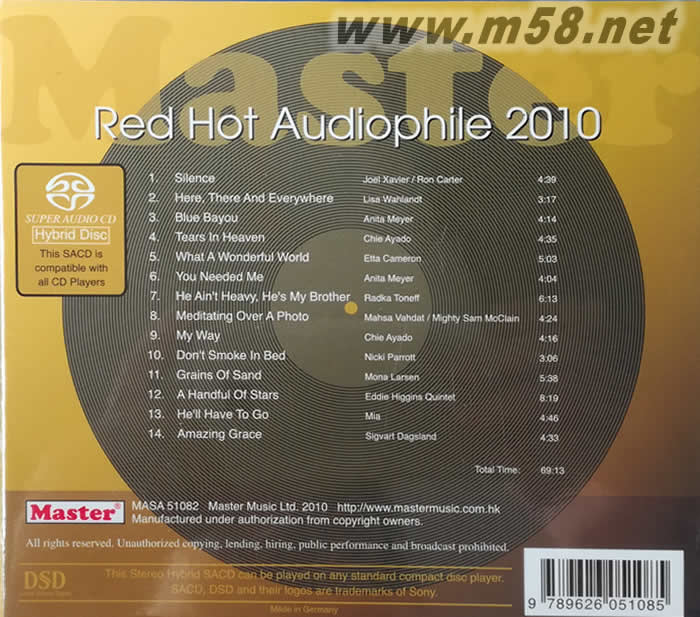 www.m58.net
Master
Red Hot Audiophile 2010
SUPER AUDIO CD
Hybrid Disc
This SACD is
compatible with
all CD Players
1. Silence Joel Xavier / Ron Carter 4:39
2. Here, There And Everywhere Lisa Wahlandt 3:17
3. Blue Bayou Anita Meyer 4:14
4. Tears In Heaven Chie Ayado 4:35
5. What A Wonderful World Etta Cameron 5:03
6. You Needed Me Anita Meyer 4:04
7. He Ain't Heavy, He's My Brother Radka Toneff 6:13
8. Meditating Over A Photo Mahsa Vahdat / Mighty Sam McClain 4:24
9. My Way Chie Ayado 4:16
10. Don't Smoke In Bed Nicki Parrott 3:06
11. Grains Of Sand Mona Larsen 5:38
12. A Handful Of Stars Eddie Higgins Quintet 8:19
13. He'll Have To Go Mia 4:46
14. Amazing Grace Sigvart Dagsland 4:33
Total Time: 69:13
Master®
MASA 51082 Master Music Ltd. 2010 http://www.mastermusic.com.hk
Manufactured under authorization from copyright owners.
All rights reserved. Unauthorized copying, lending, hiring, public performance and broadcast prohibited.
DSD
Direct Stream Digital
This Stereo Hybrid SACD can be played on any standard compact disc player.
SACD, DSD and their logos are trademarks of Sony.
Made in Germany
9 789626 051085